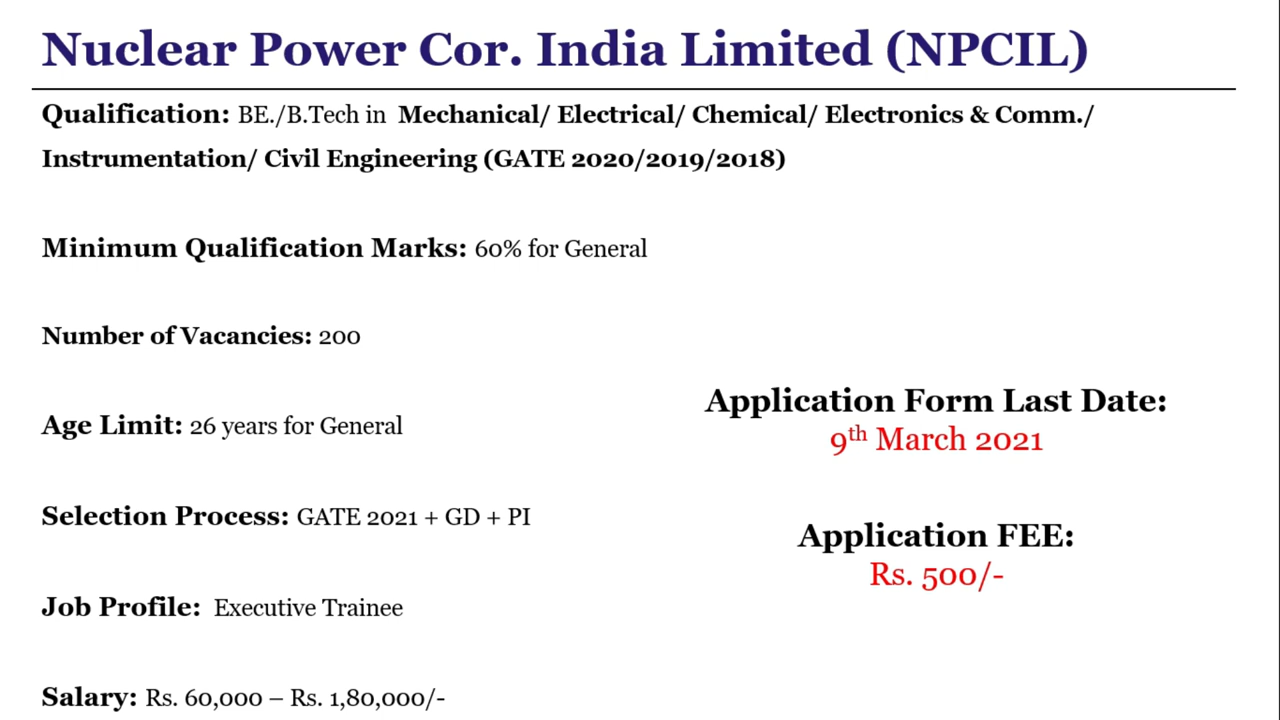 Nuclear Power Cor. India Limited (NPCIL)
Qualification: BE./B.Tech in Mechanical/ Electrical/ Chemical/ Electronics & Comm./
Instrumentation/ Civil Engineering (GATE 2020/2019/2018)
Minimum Qualification Marks: 60% for General
Number of Vacancies: 200
Age Limit: 26 years for General
Selection Process: GATE 2021 + GD + PI
Job Profile: Executive Trainee
Salary: Rs. 60,000 – Rs. 1,80,000/-
Application Form Last Date:
9th March 2021
Application FEE:
Rs. 500/-